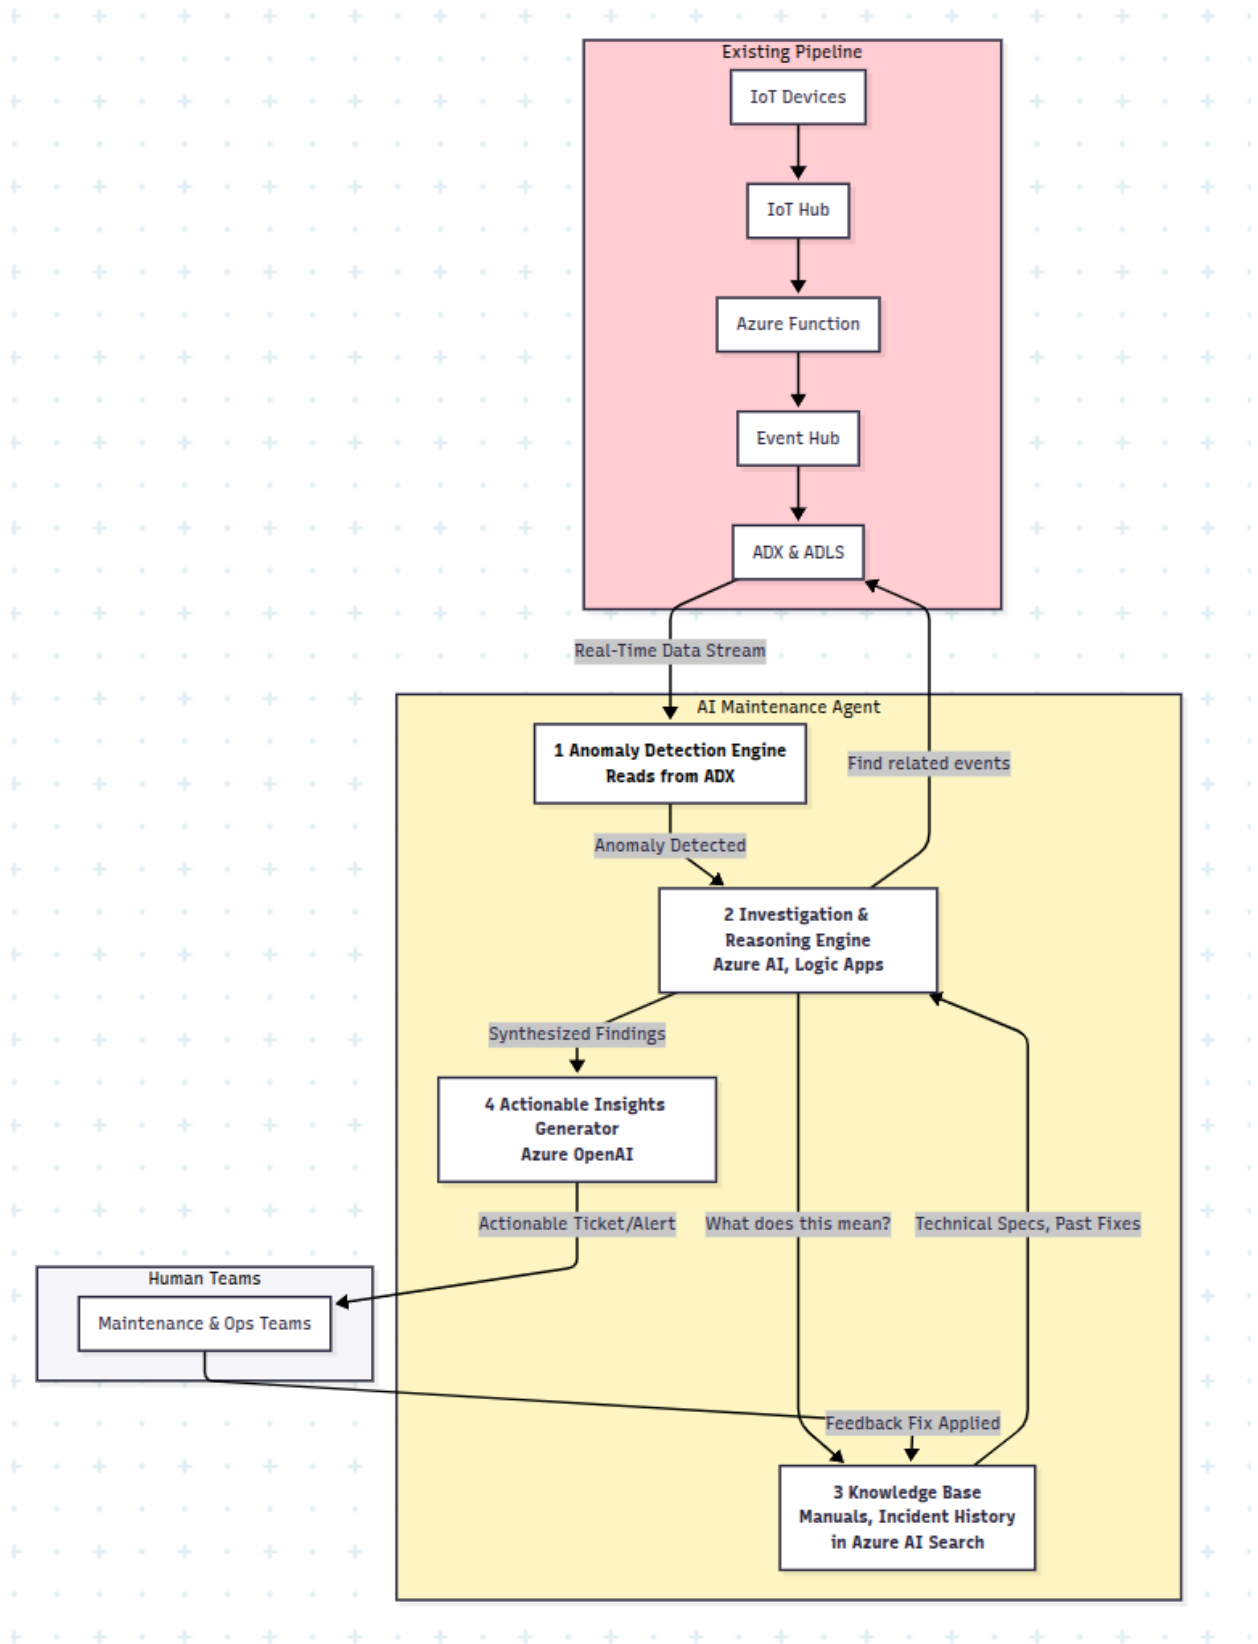 Existing Pipeline
IoT Devices
IoT Hub
Azure Function
Event Hub
ADX & ADLS
Real-Time Data Stream
AI Maintenance Agent
1 Anomaly Detection Engine
Reads from ADX
Find related events
Anomaly Detected
2 Investigation &
Reasoning Engine
Azure AI, Logic Apps
Synthesized Findings
4 Actionable Insights
Generator
Azure OpenAI
Actionable Ticket/Alert
What does this mean?
Technical Specs, Past Fixes
Human Teams
Maintenance & Ops Teams
Feedback Fix Applied
3 Knowledge Base
Manuals, Incident History
in Azure AI Search